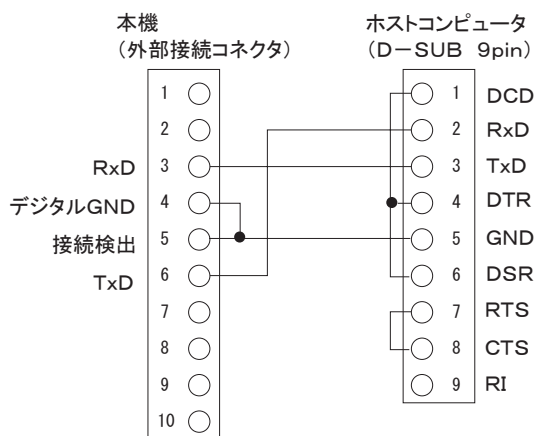 本機
（外部接続コネクタ）
ホストコンピュータ
（D－SUB 9pin）
1
2
RxD 3
デジタルGND 4
接続検出 5
TxD 6
7
8
9
10
1 DCD
2 RxD
3 TxD
4 DTR
5 GND
6 DSR
7 RTS
8 CTS
9 RI